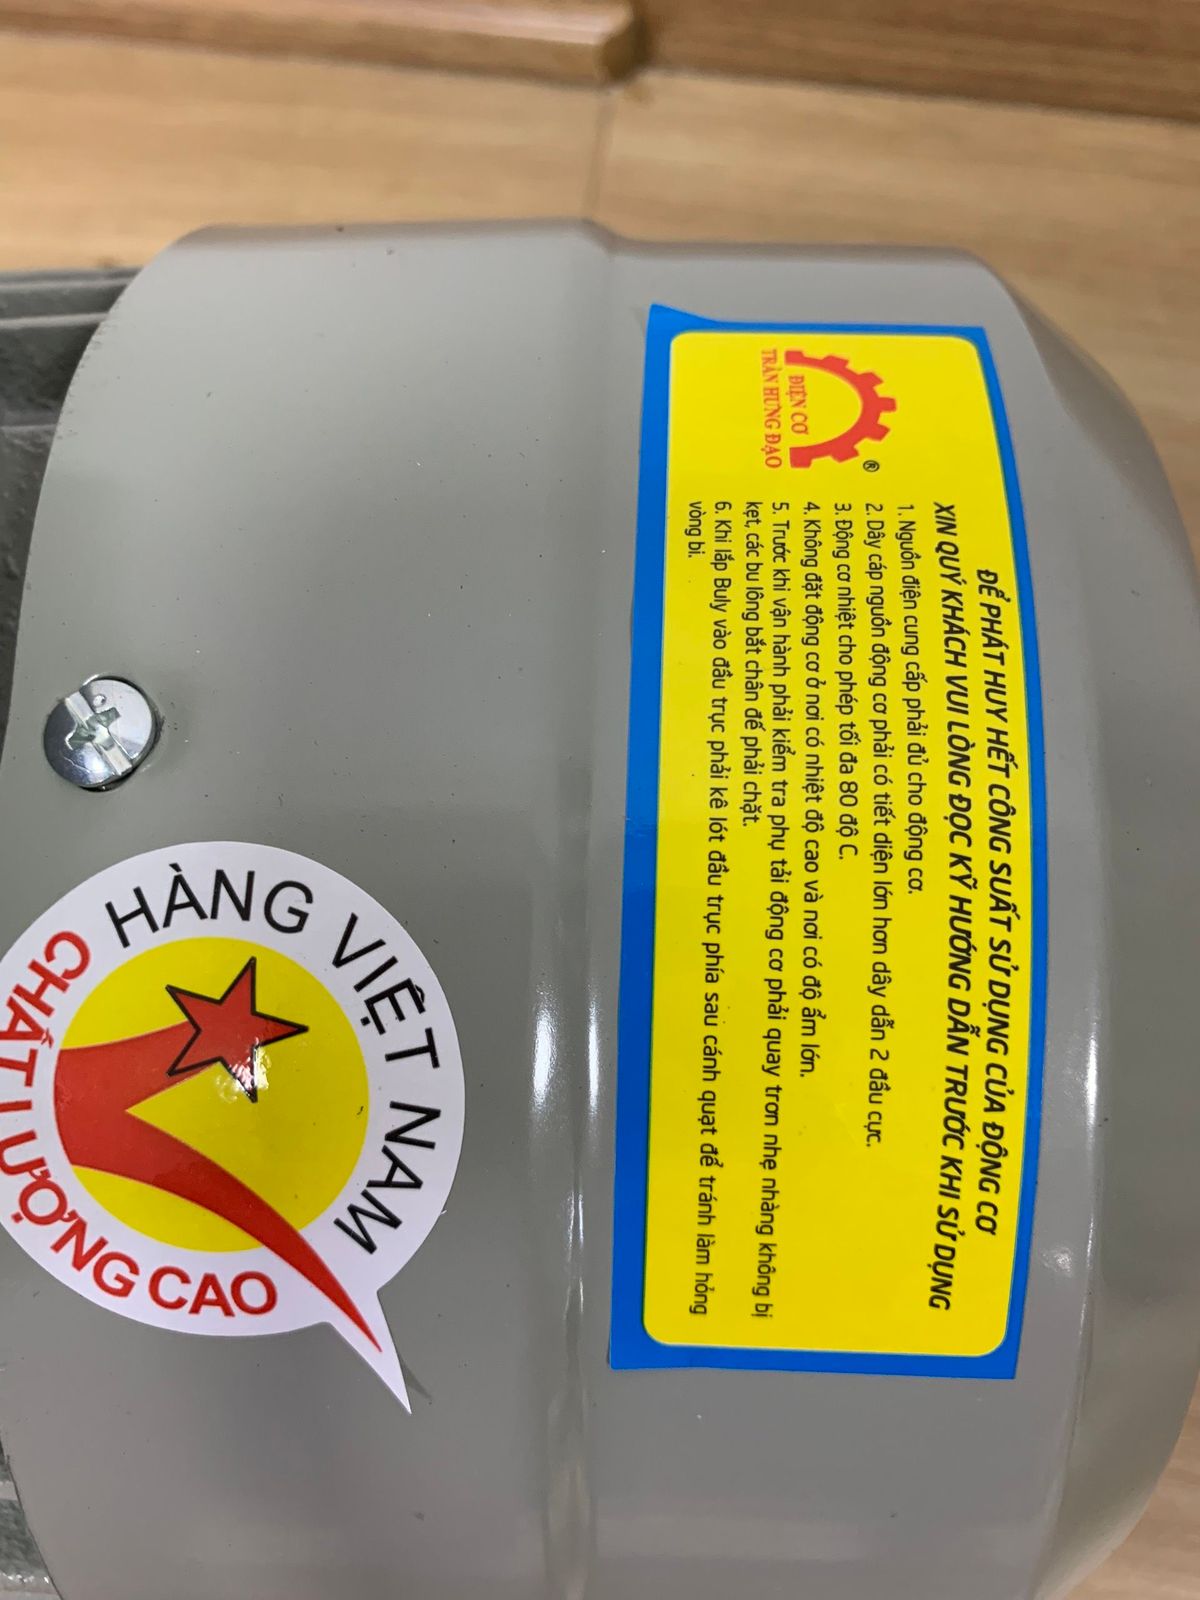 ĐIỆN CƠ
TRẦN HƯNG ĐẠO
®
ĐỂ PHÁT HUY HẾT CÔNG SUẤT SỬ DỤNG CỦA ĐỘNG CƠ
XIN QUÝ KHÁCH VUI LÒNG ĐỌC KỸ HƯỚNG DẪN TRƯỚC KHI SỬ DỤNG
1. Nguồn điện cung cấp phải đủ cho động cơ.
2. Dây cáp nguồn động cơ phải có tiết diện lớn hơn dây dẫn 2 đầu cực.
3. Động cơ nhiệt cho phép tối đa 80 độ C.
4. Không đặt động cơ ở nơi có nhiệt độ cao và nơi có độ ẩm lớn.
5. Trước khi vận hành phải kiểm tra phụ tải động cơ phải quay trơn nhẹ nhàng không bị
kẹt, các bu lông bắt chân đế phải chặt.
6. Khi lắp Buly vào đầu trục phải kê lót đầu trục phía sau cánh quạt để tránh làm hỏng
vòng bi.
HÀNG VIỆT NAM
CHẤT LƯỢNG CAO